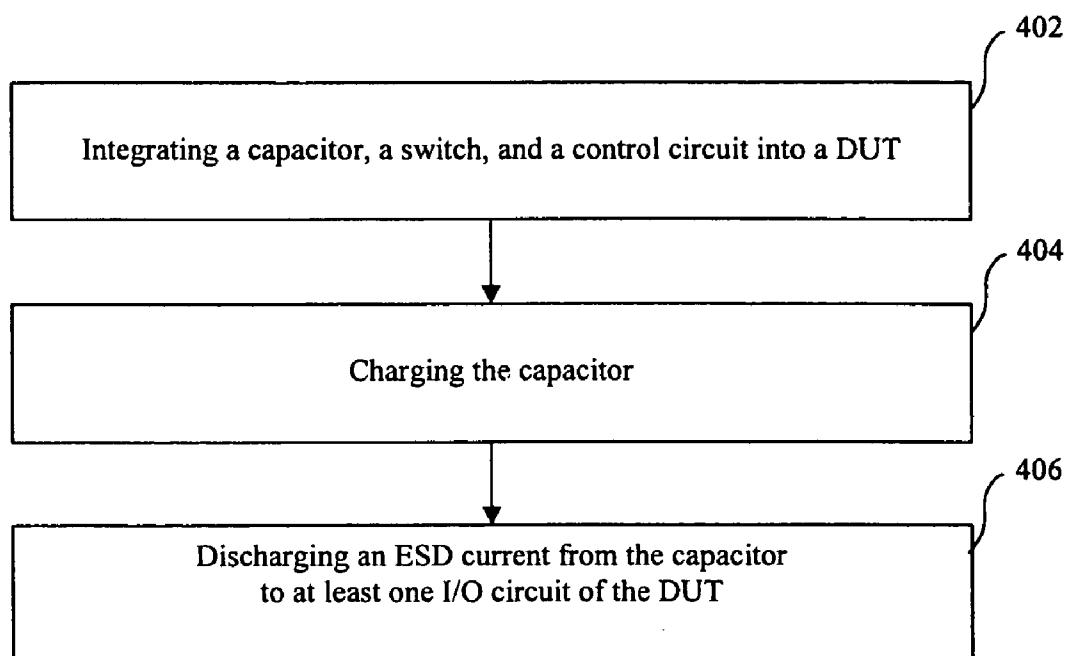 402
Integrating a capacitor, a switch, and a control circuit into a DUT
404
Charging the capacitor
406
Discharging an ESD current from the capacitor
to at least one I/O circuit of the DUT